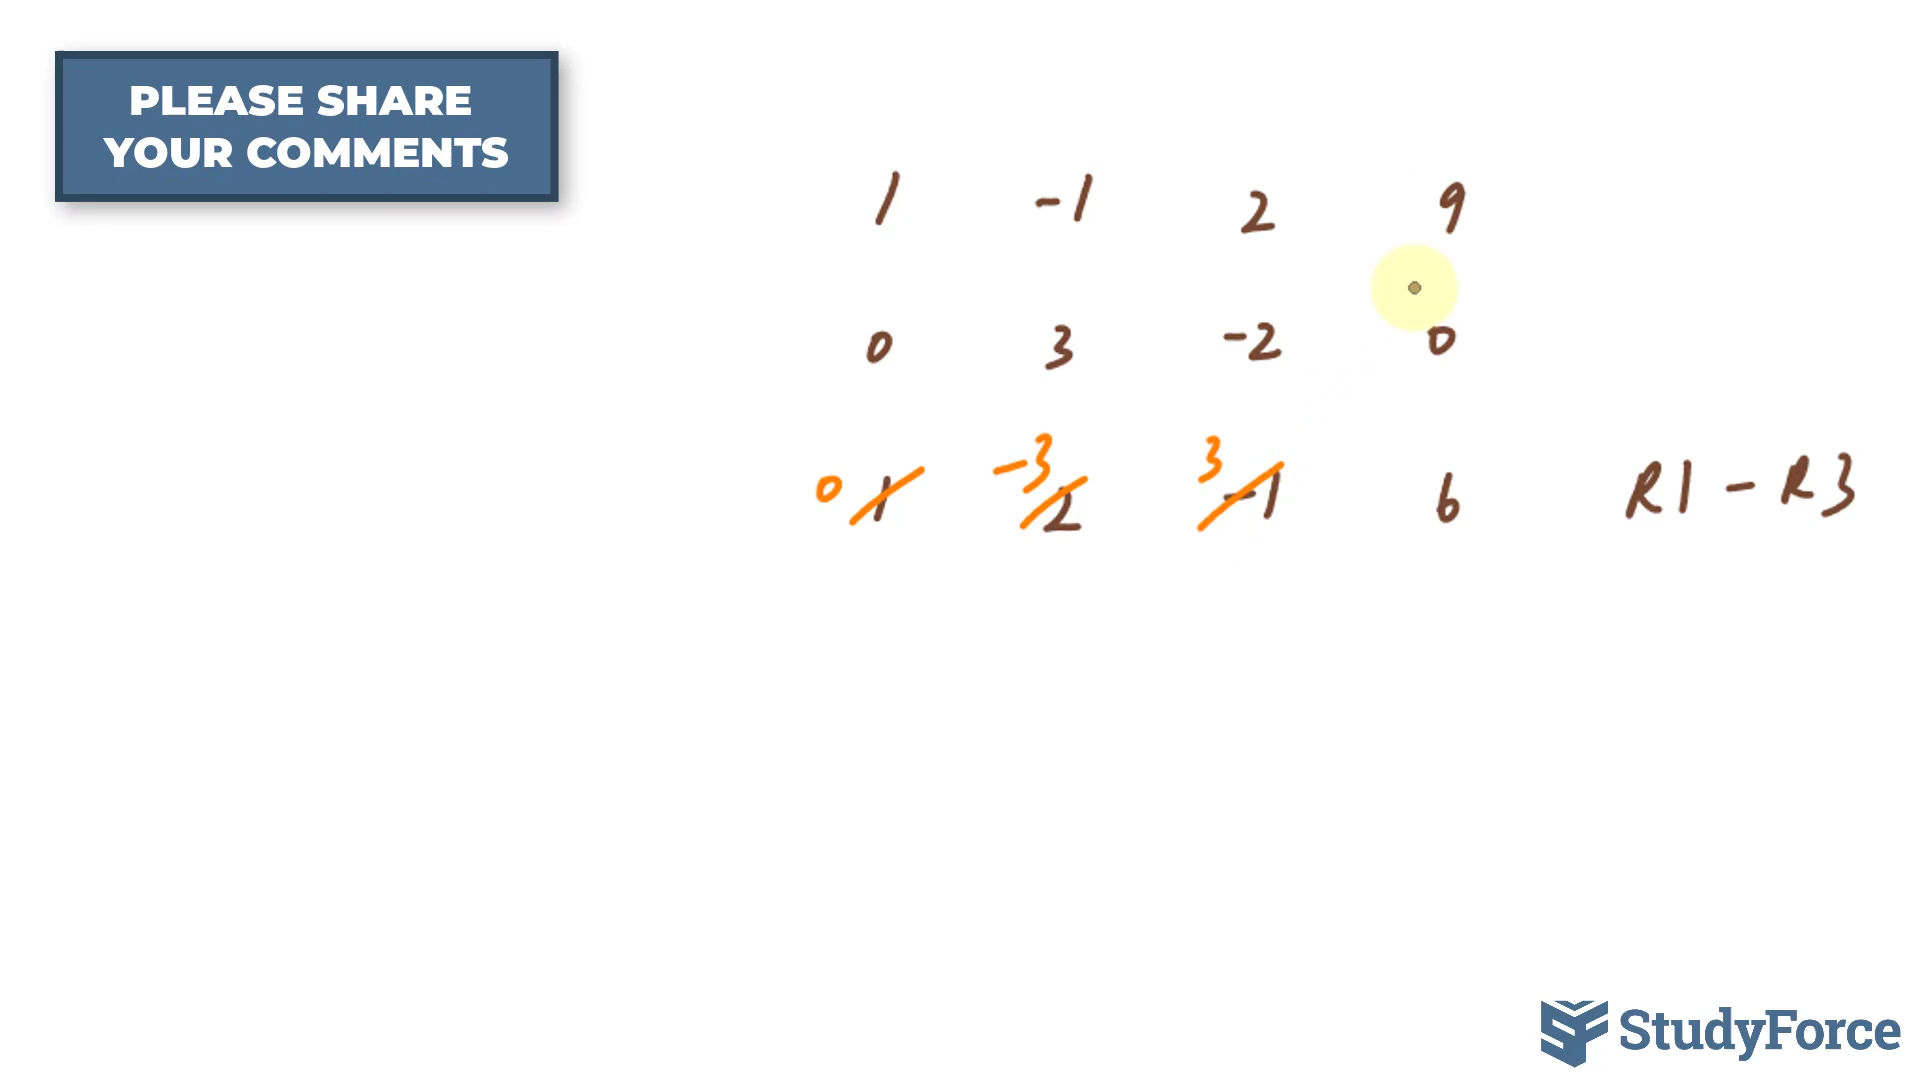 PLEASE SHARE
YOUR COMMENTS
1 -1 2 9
0 3 -2 0
0 1 -3 2 3 -1 6 R1 - R3
StudyForce